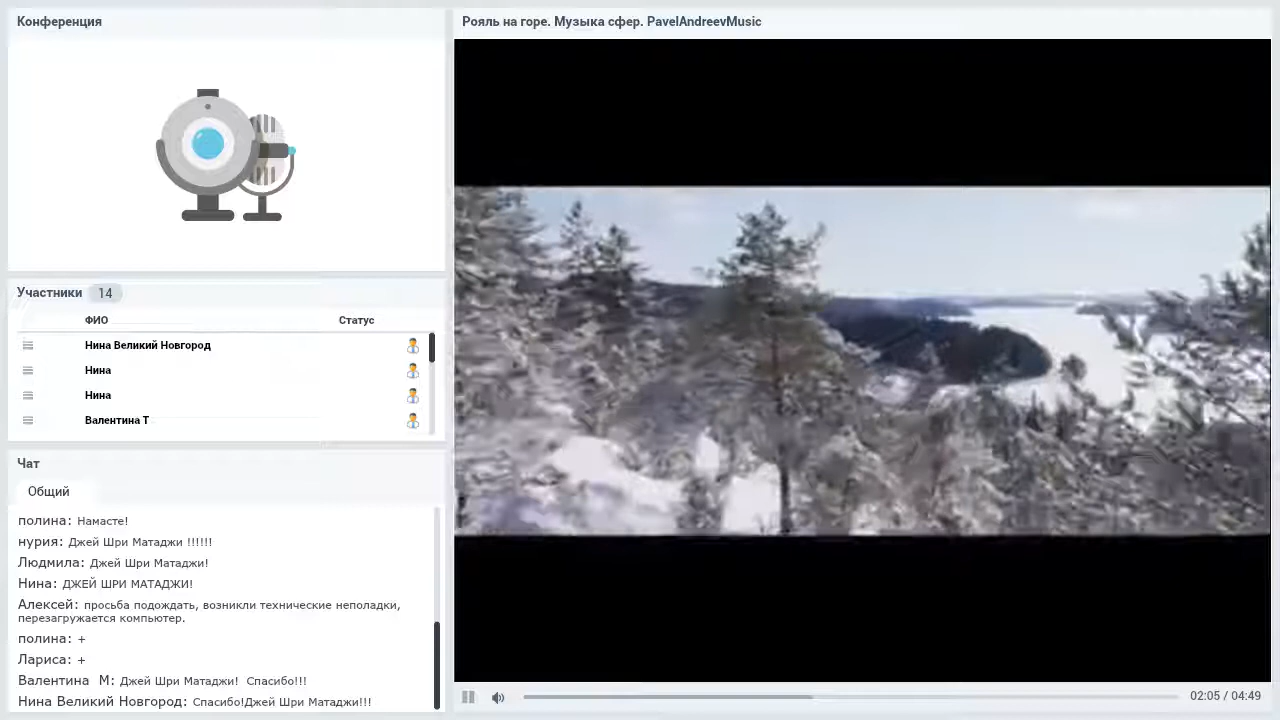 Конференция
Рояль на горе. Музыка сфер. PavelAndreevMusic
Участники 14
ФИО Статус
Нина Великий Новгород
Нина
Нина
Валентина Т
Чат
Общий
полина: Намасте!
нурия: Джей Шри Матаджи !!!!!!
Людмила: Джей Шри Матаджи!
Нина: ДЖЕЙ ШРИ МАТАДЖИ!
Алексей: просьба подождать, возникли технические неполадки,
перезагружается компьютер.
полина: +
Лариса: +
Валентина  М: Джей Шри Матаджи!  Спасибо!!!
Нина Великий Новгород: Спасибо!Джей Шри Матаджи!!!
02:05 / 04:49